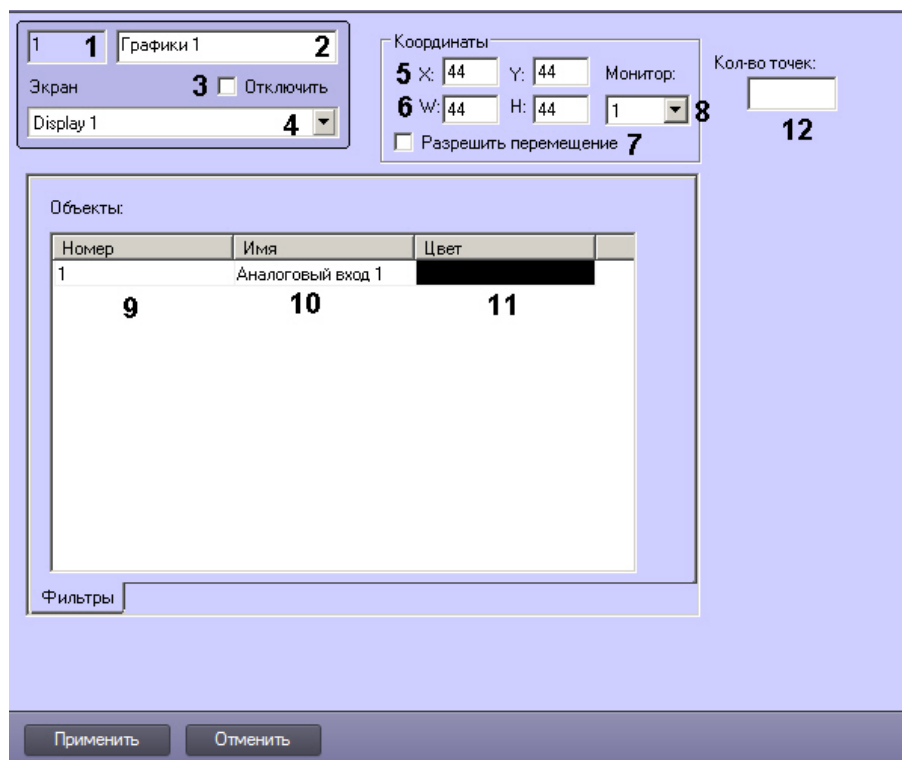 1 1 Графики 1 2
Экран 3 Отключить
Display 1 4
Координаты
5 X: 44 Y: 44 Монитор:
6 W: 44 H: 44 1 8
Разрешить перемещение 7
Кол-во точек:
12
Объекты:
Номер Имя Цвет
1 Аналоговый вход 1
9 10 11
Фильтры
Применить Отменить